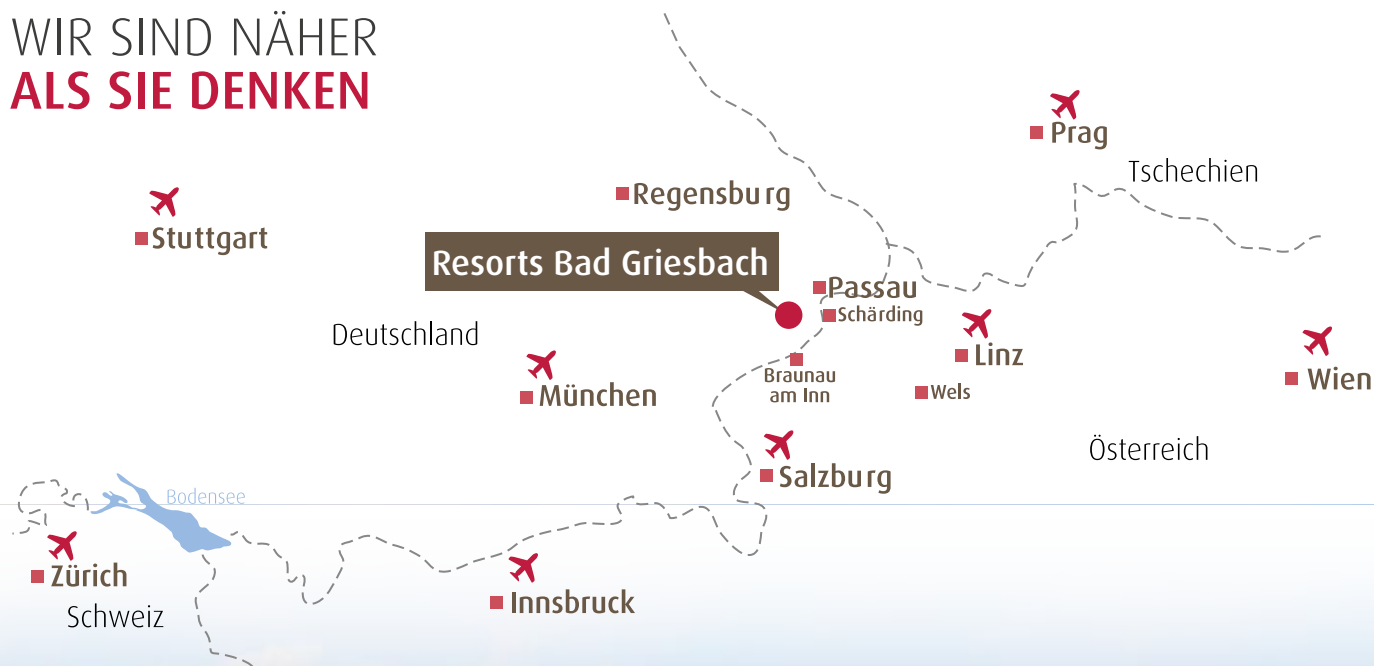 WIR SIND NÄHER
ALS SIE DENKEN
Prag
Tschechien
Regensburg
Stuttgart
Resorts Bad Griesbach
Passau
Schärding
Deutschland
Linz
Wien
Braunau
am Inn
München
Wels
Österreich
Salzburg
Bodensee
Zürich
Innsbruck
Schweiz